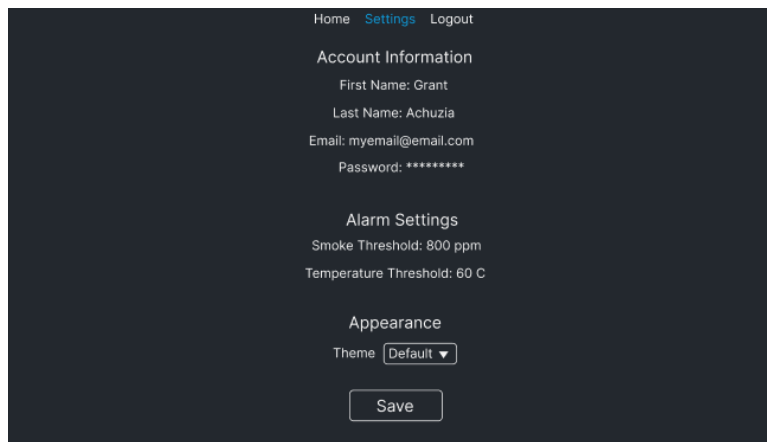 Home Settings Logout
Account Information
First Name: Grant
Last Name: Achuzia
Email: myemail@email.com
Password: *********
Alarm Settings
Smoke Threshold: 800 ppm
Temperature Threshold: 60 C
Appearance
Theme Default ▼
Save